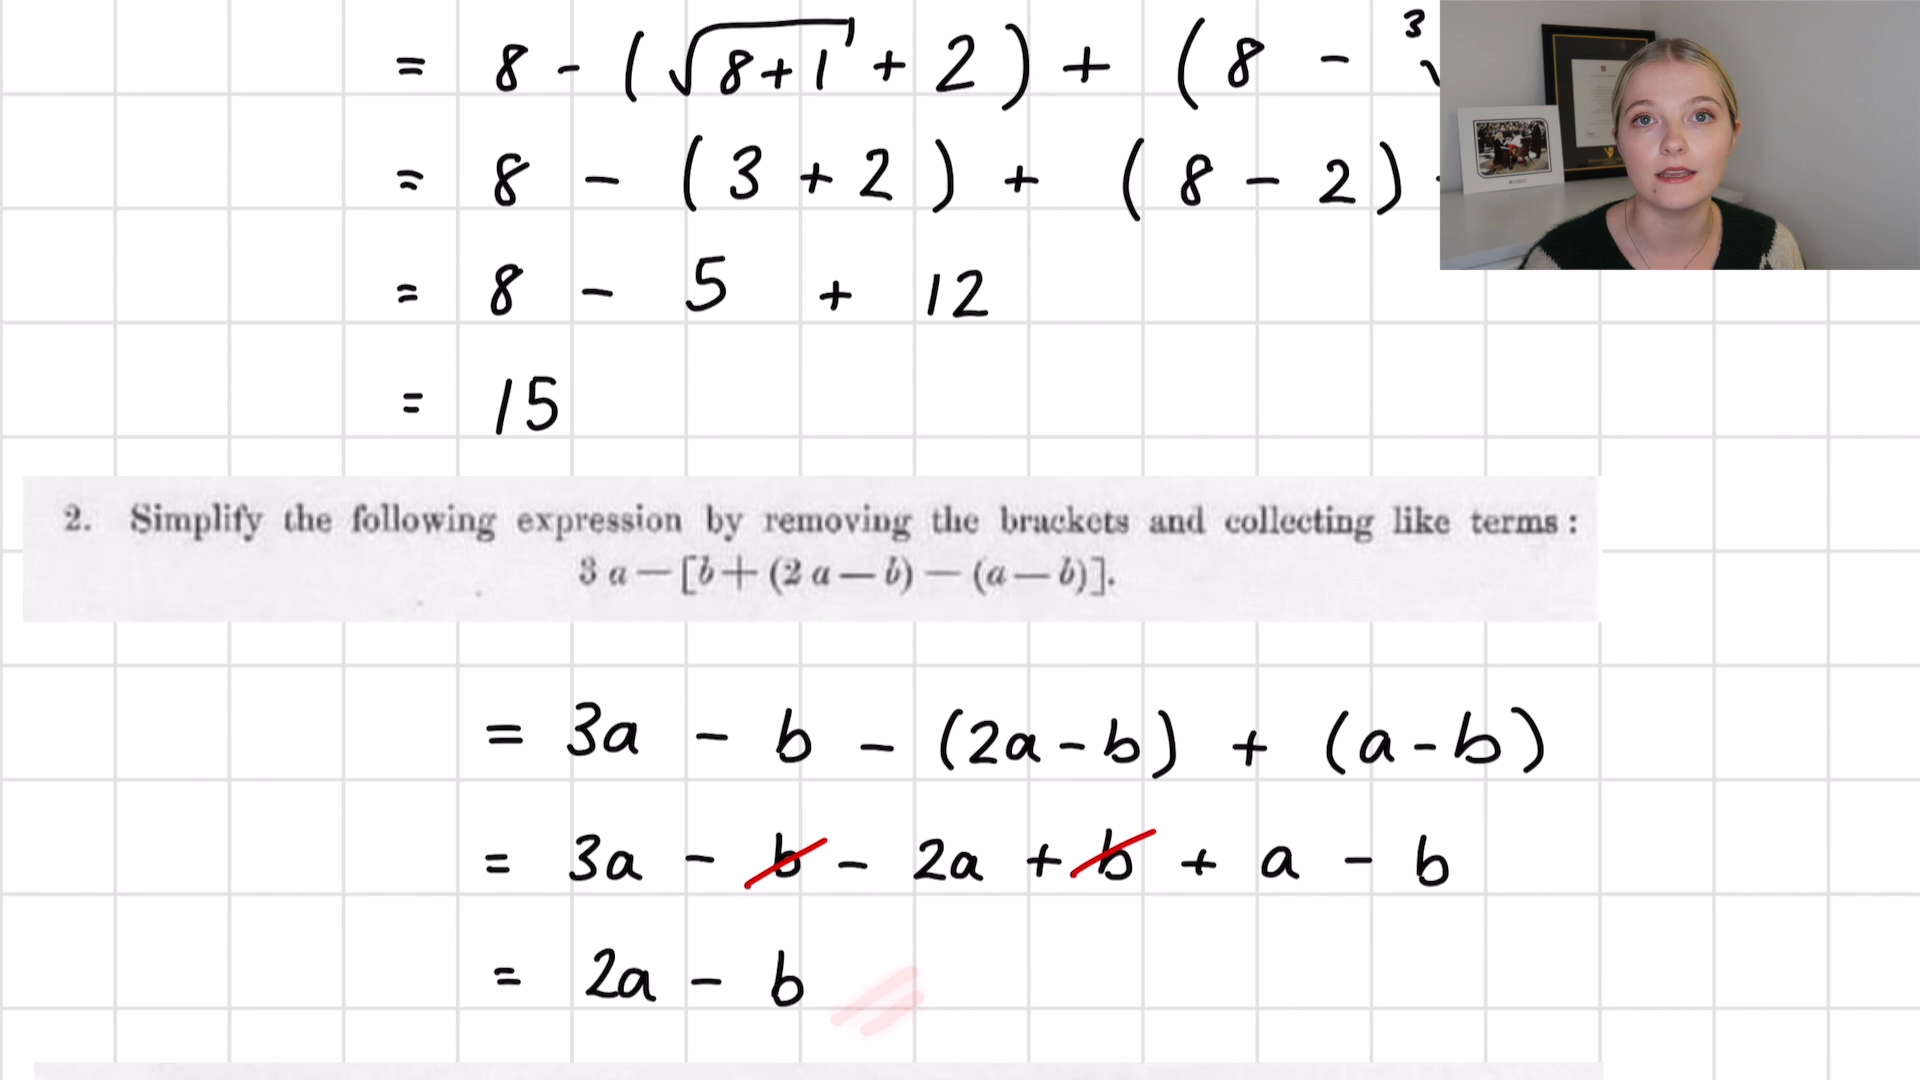 = 8 - (√8+1 + 2) + (8 - 3
= 8 - (3 + 2) + (8 - 2)
= 8 - 5 + 12
= 15
2. Simplify the following expression by removing the brackets and collecting like terms :
3 a — [b + (2 a — b) — (a — b)].
= 3a - b - (2a - b) + (a - b)
= 3a - b - 2a + b + a - b
= 2a - b